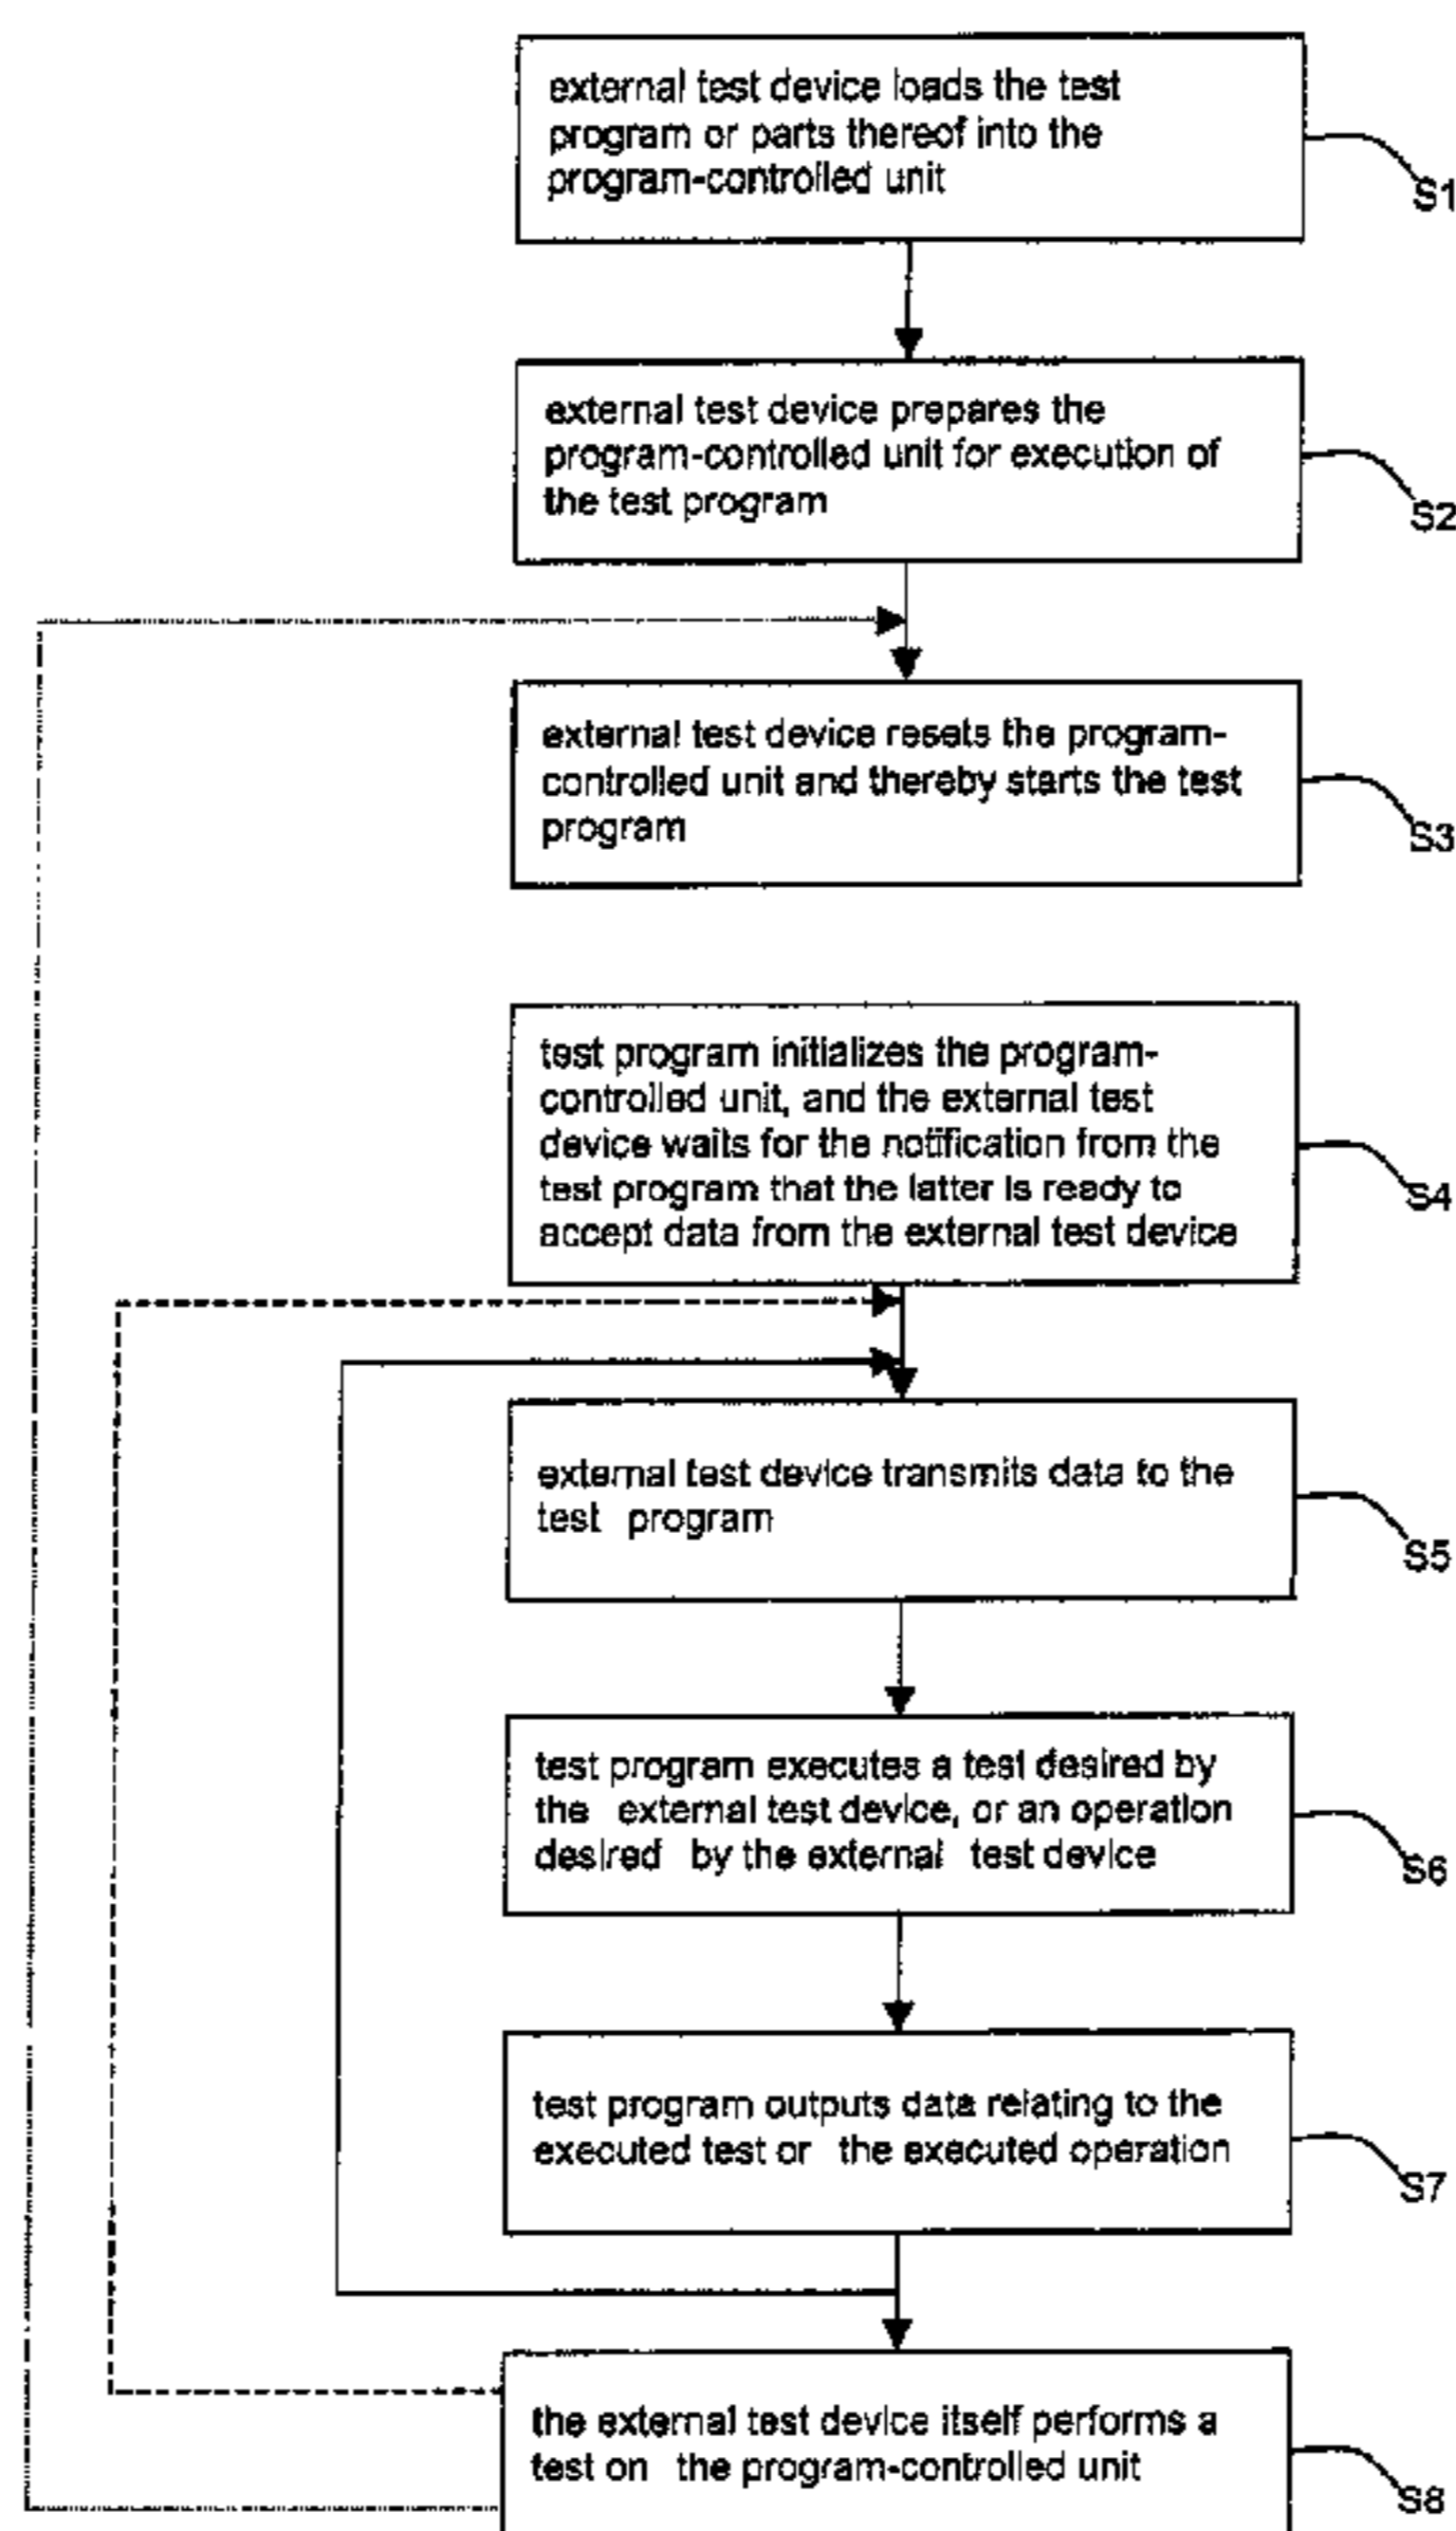 external test device loads the test
program or parts thereof into the
program-controlled unit
S1
external test device prepares the
program-controlled unit for execution of
the test program
S2
external test device resets the program-
controlled unit and thereby starts the test
program
S3
test program initializes the program-
controlled unit, and the external test
device waits for the notification from the
test program that the latter is ready to
accept data from the external test device
S4
external test device transmits data to the
test program
S5
test program executes a test desired by
the external test device, or an operation
desired by the external test device
S6
test program outputs data relating to the
executed test or the executed operation
S7
the external test device itself performs a
test on the program-controlled unit
S8